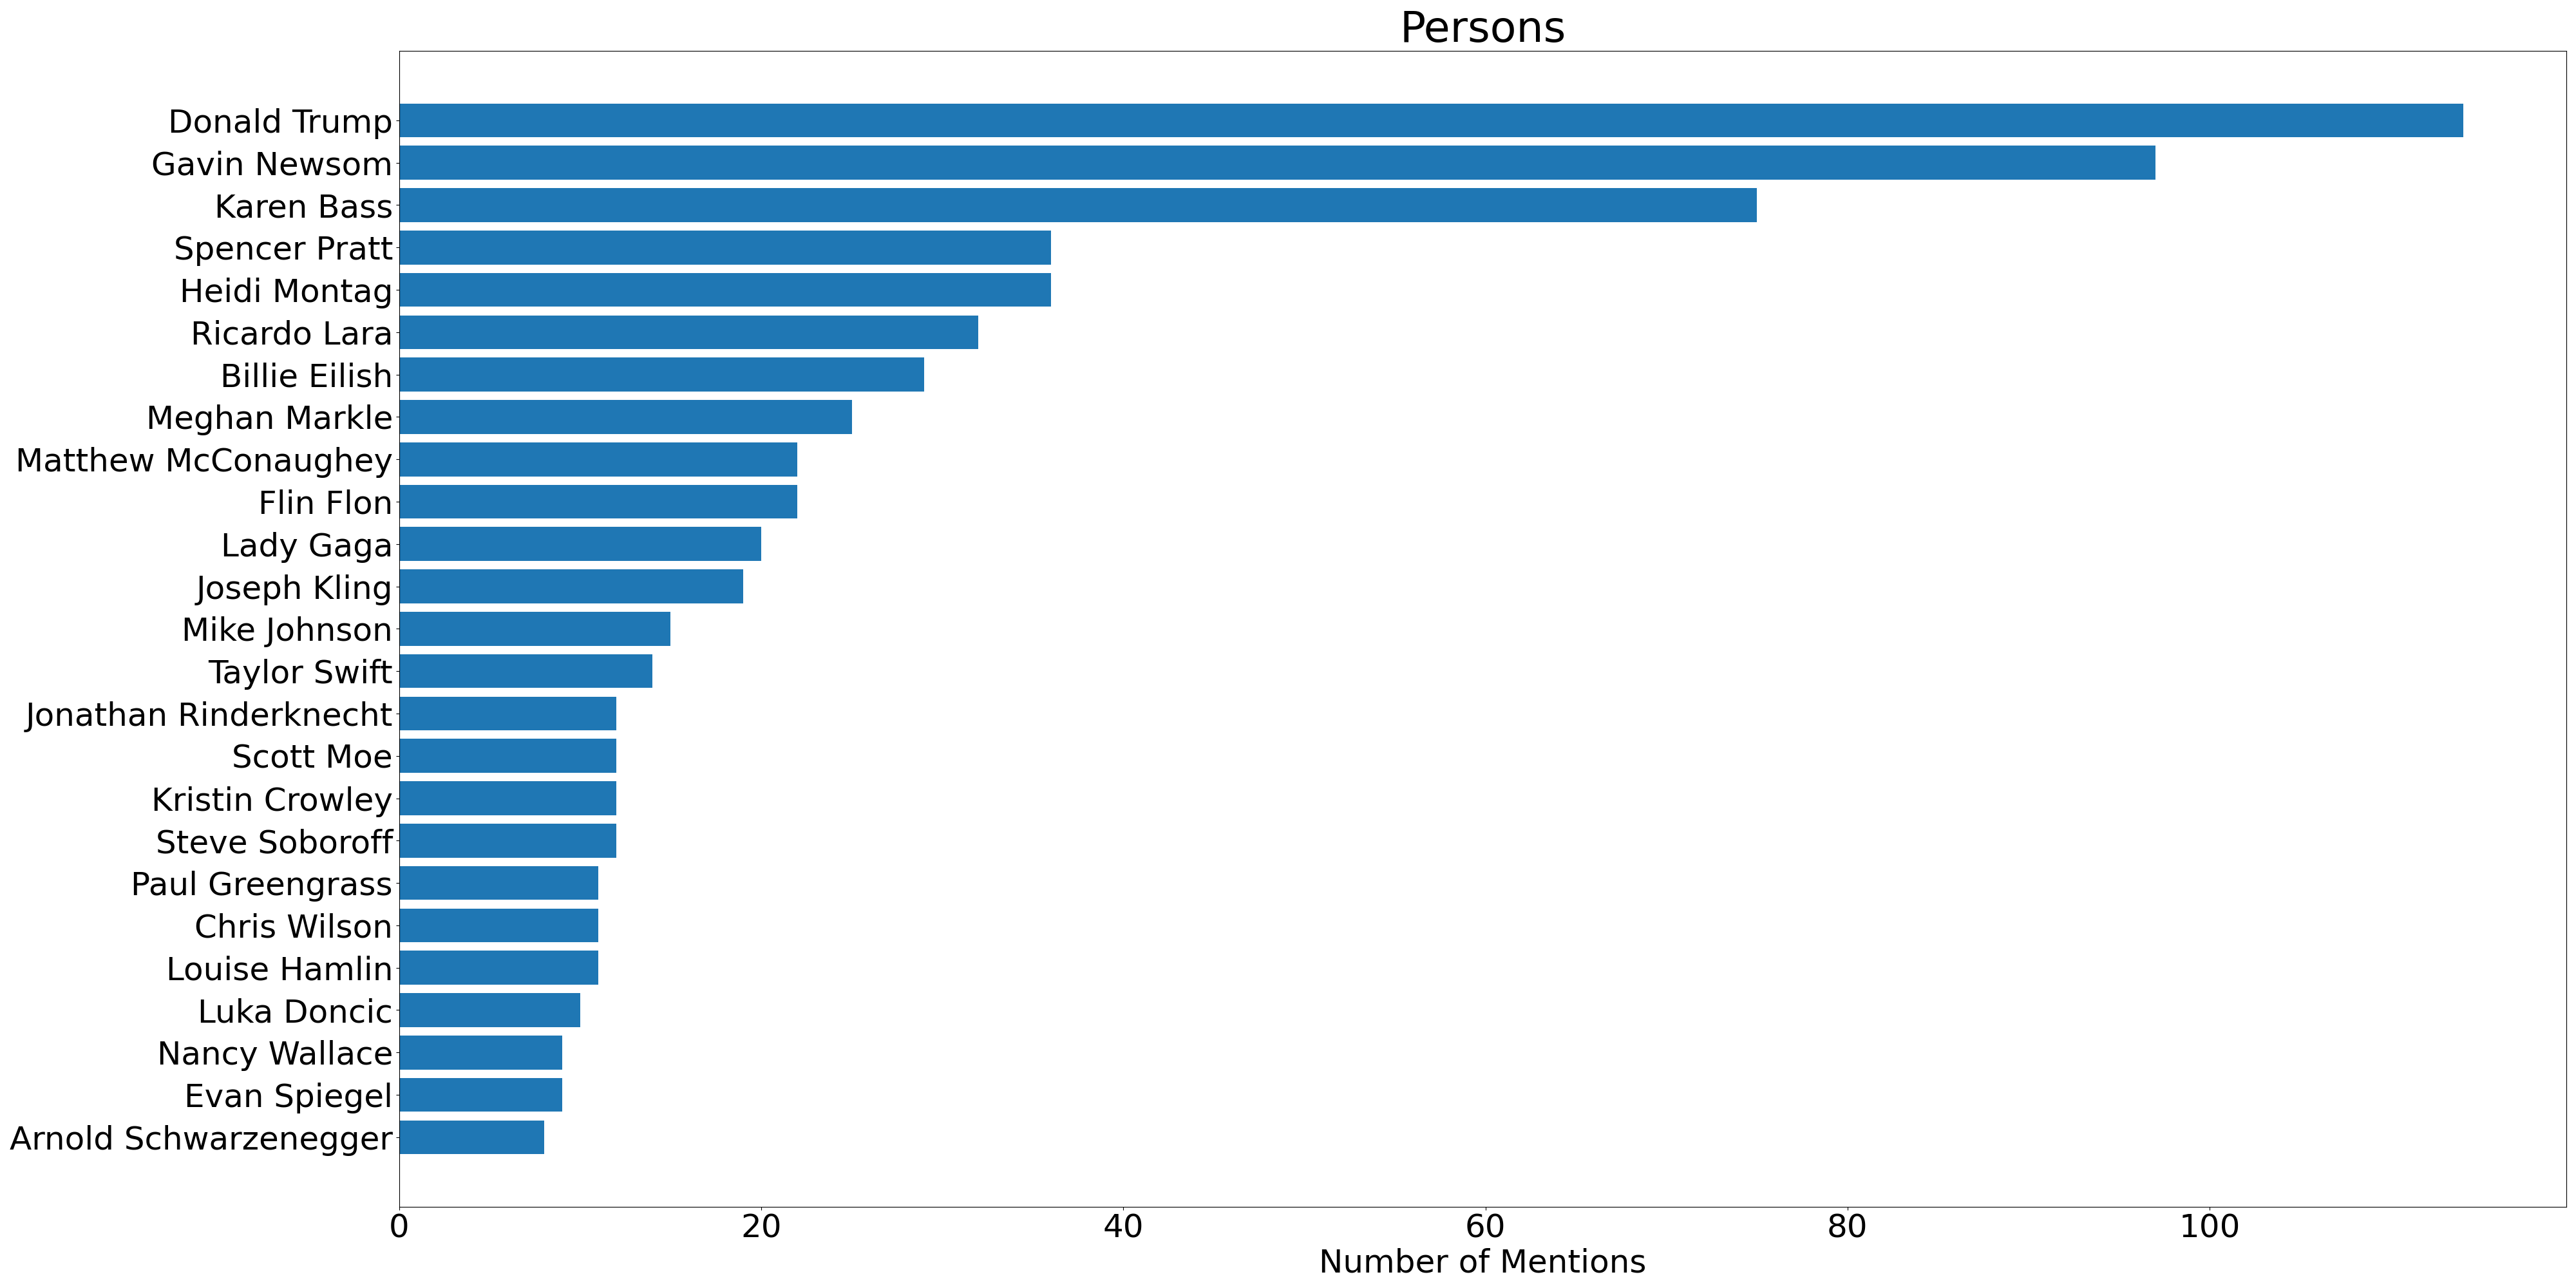 Persons
Donald Trump
Gavin Newsom
Karen Bass
Spencer Pratt
Heidi Montag
Ricardo Lara
Billie Eilish
Meghan Markle
Matthew McConaughey
Flin Flon
Lady Gaga
Joseph Kling
Mike Johnson
Taylor Swift
Jonathan Rinderknecht
Scott Moe
Kristin Crowley
Steve Soboroff
Paul Greengrass
Chris Wilson
Louise Hamlin
Luka Doncic
Nancy Wallace
Evan Spiegel
Arnold Schwarzenegger
0 20 40 60 80 100
Number of Mentions